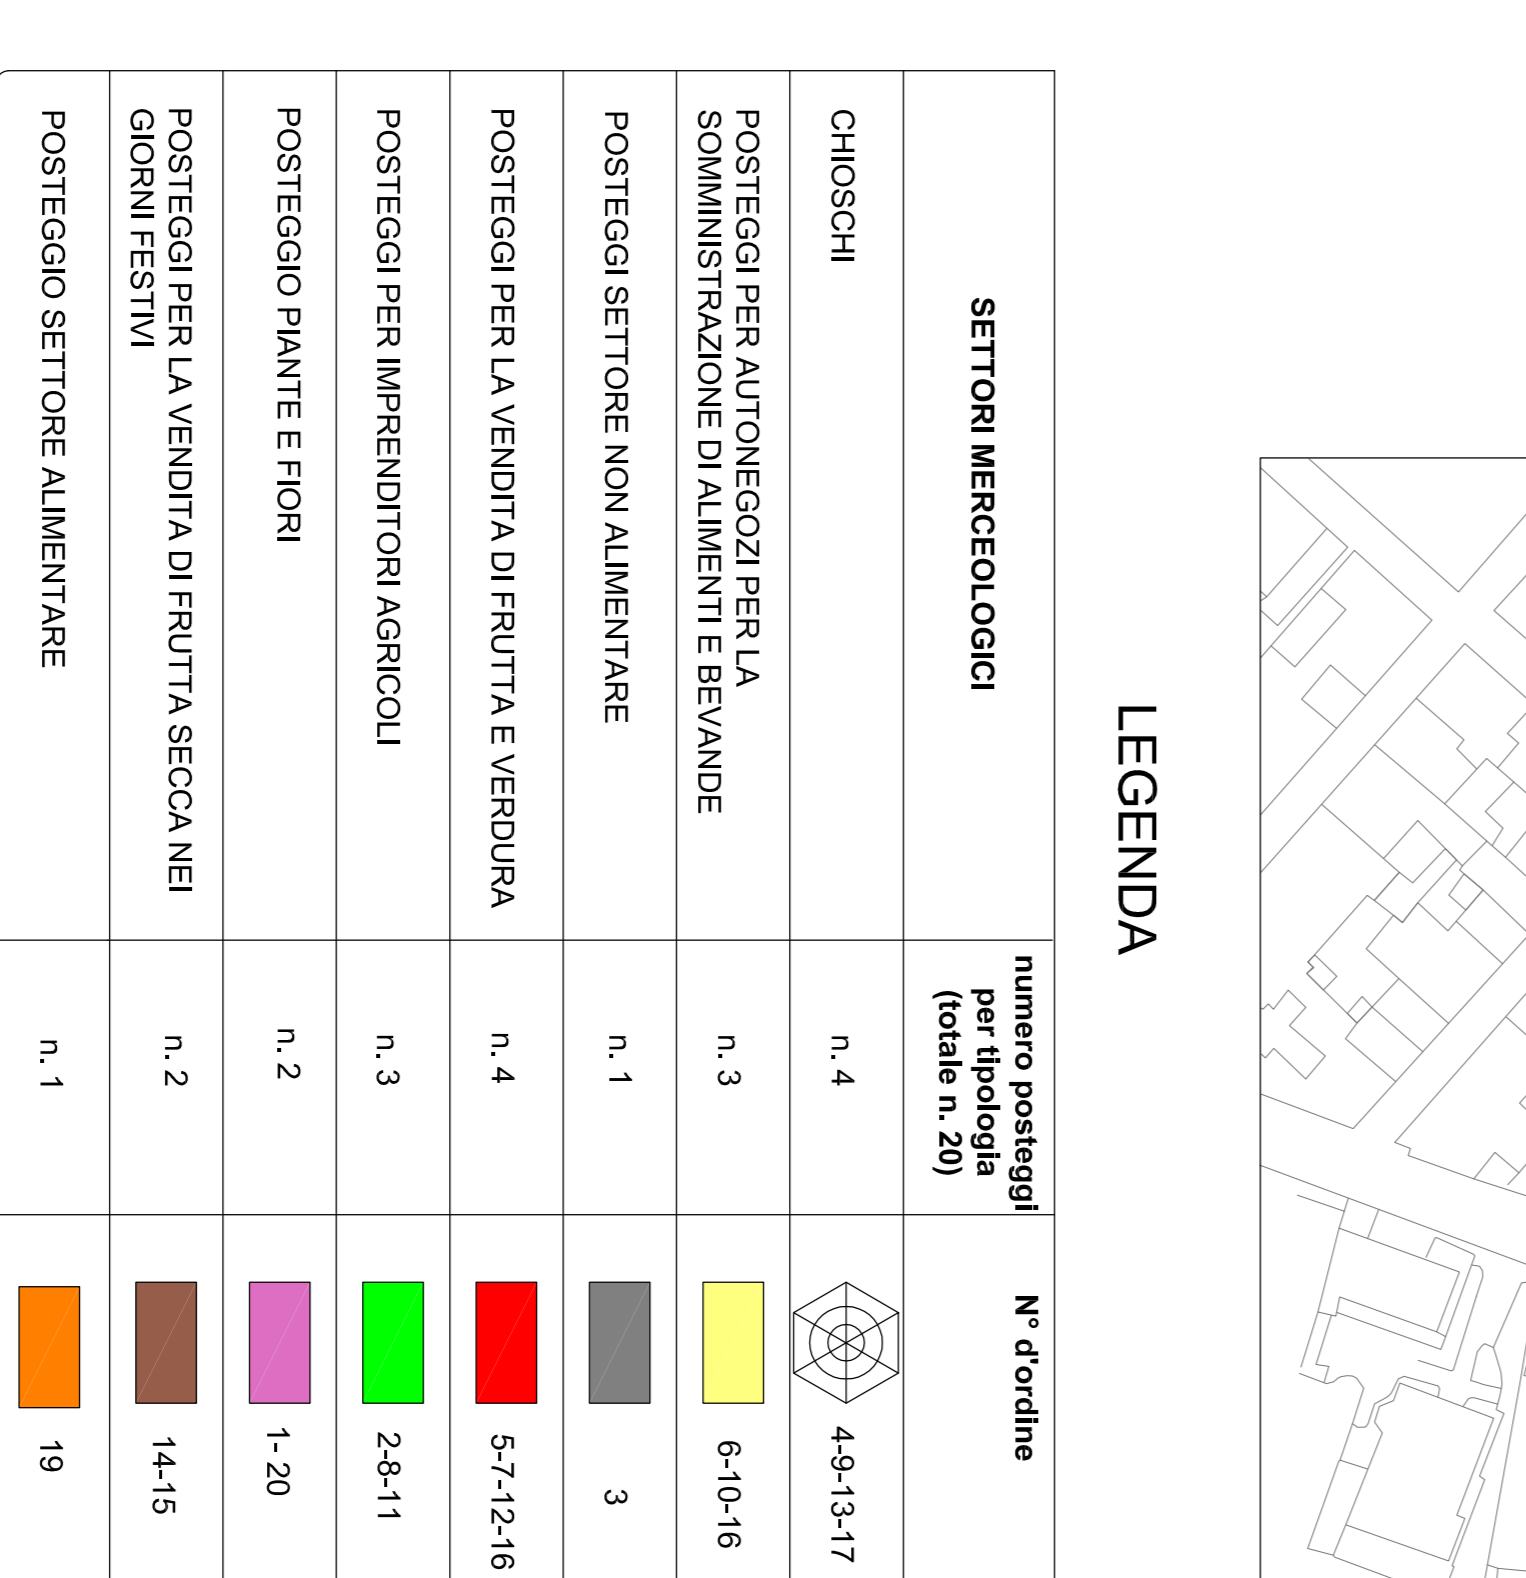 LEGENDA
SETTORI MERCEOLOGICI
numero posteggi
per tipologia
(totale n. 20)
N° d'ordine
CHIOSCHI
n. 4
4-9-13-17
POSTEGGI PER AUTONEGOZI PER LA
SOMMINISTRAZIONE DI ALIMENTI E BEVANDE
n. 3
6-10-16
POSTEGGI SETTORE NON ALIMENTARE
n. 1
3
POSTEGGI PER LA VENDITA DI FRUTTA E VERDURA
n. 4
5-7-12-16
POSTEGGI PER IMPRENDITORI AGRICOLI
n. 3
2-8-11
POSTEGGIO PIANTE E FIORI
n. 2
1- 20
POSTEGGI PER LA VENDITA DI FRUTTA SECCA NEI
GIORNI FESTIVI
n. 2
14-15
POSTEGGIO SETTORE ALIMENTARE
n. 1
19